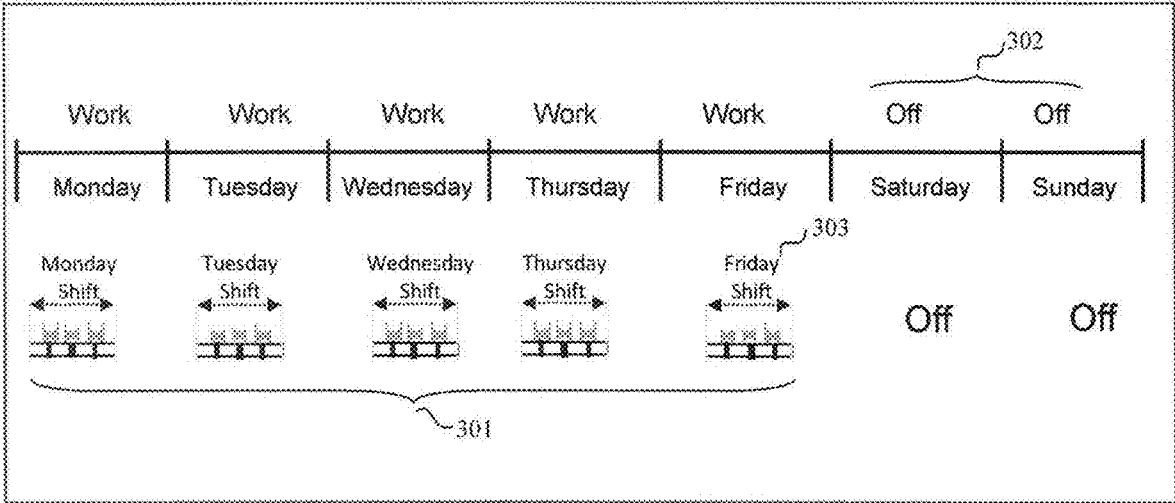 302
Work Work Work Work Work Off Off
Monday Tuesday Wednesday Thursday Friday Saturday Sunday
303
Monday Tuesday Wednesday Thursday Friday
Shift Shift Shift Shift Shift
Off Off
301